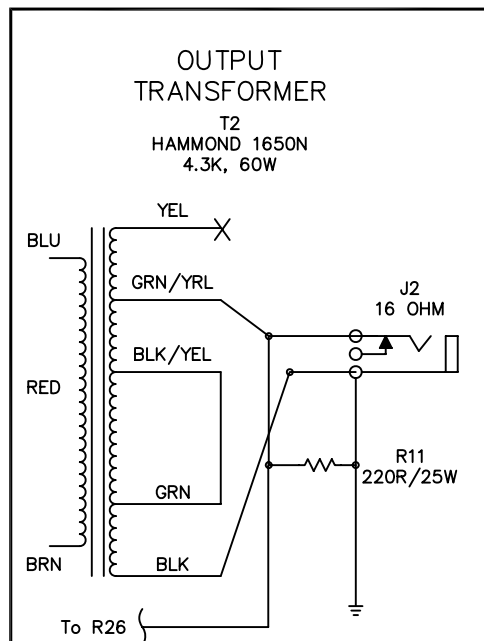 OUTPUT
TRANSFORMER
T2
HAMMOND 1650N
4.3K, 60W
YEL
BLU
GRN/YRL
J2
16 OHM
BLK/YEL
RED
R11
220R/25W
GRN
BRN
BLK
To R26